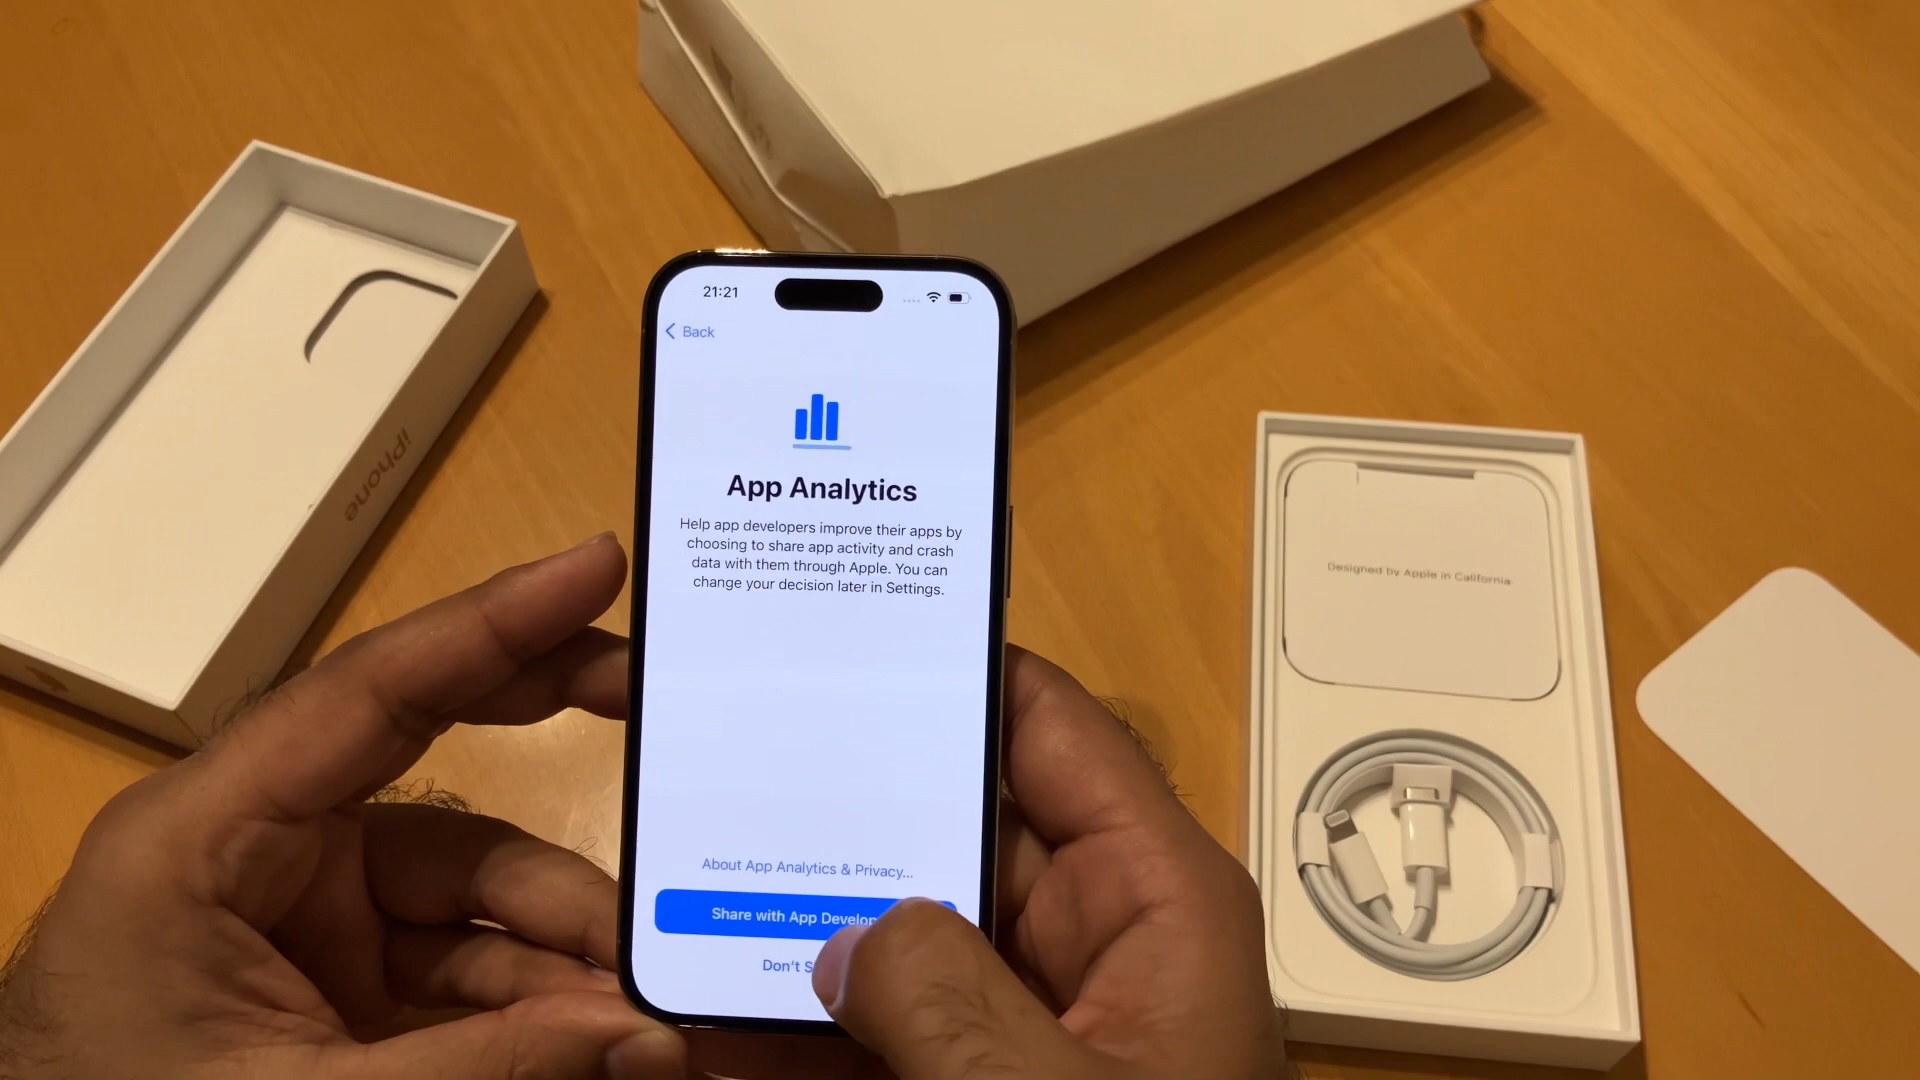 21:21
Back
App Analytics
Help app developers improve their apps by
choosing to share app activity and crash
data with them through Apple. You can
change your decision later in Settings.
About App Analytics & Privacy...
Share with App
Don't
iPhone
Designed by Apple in California